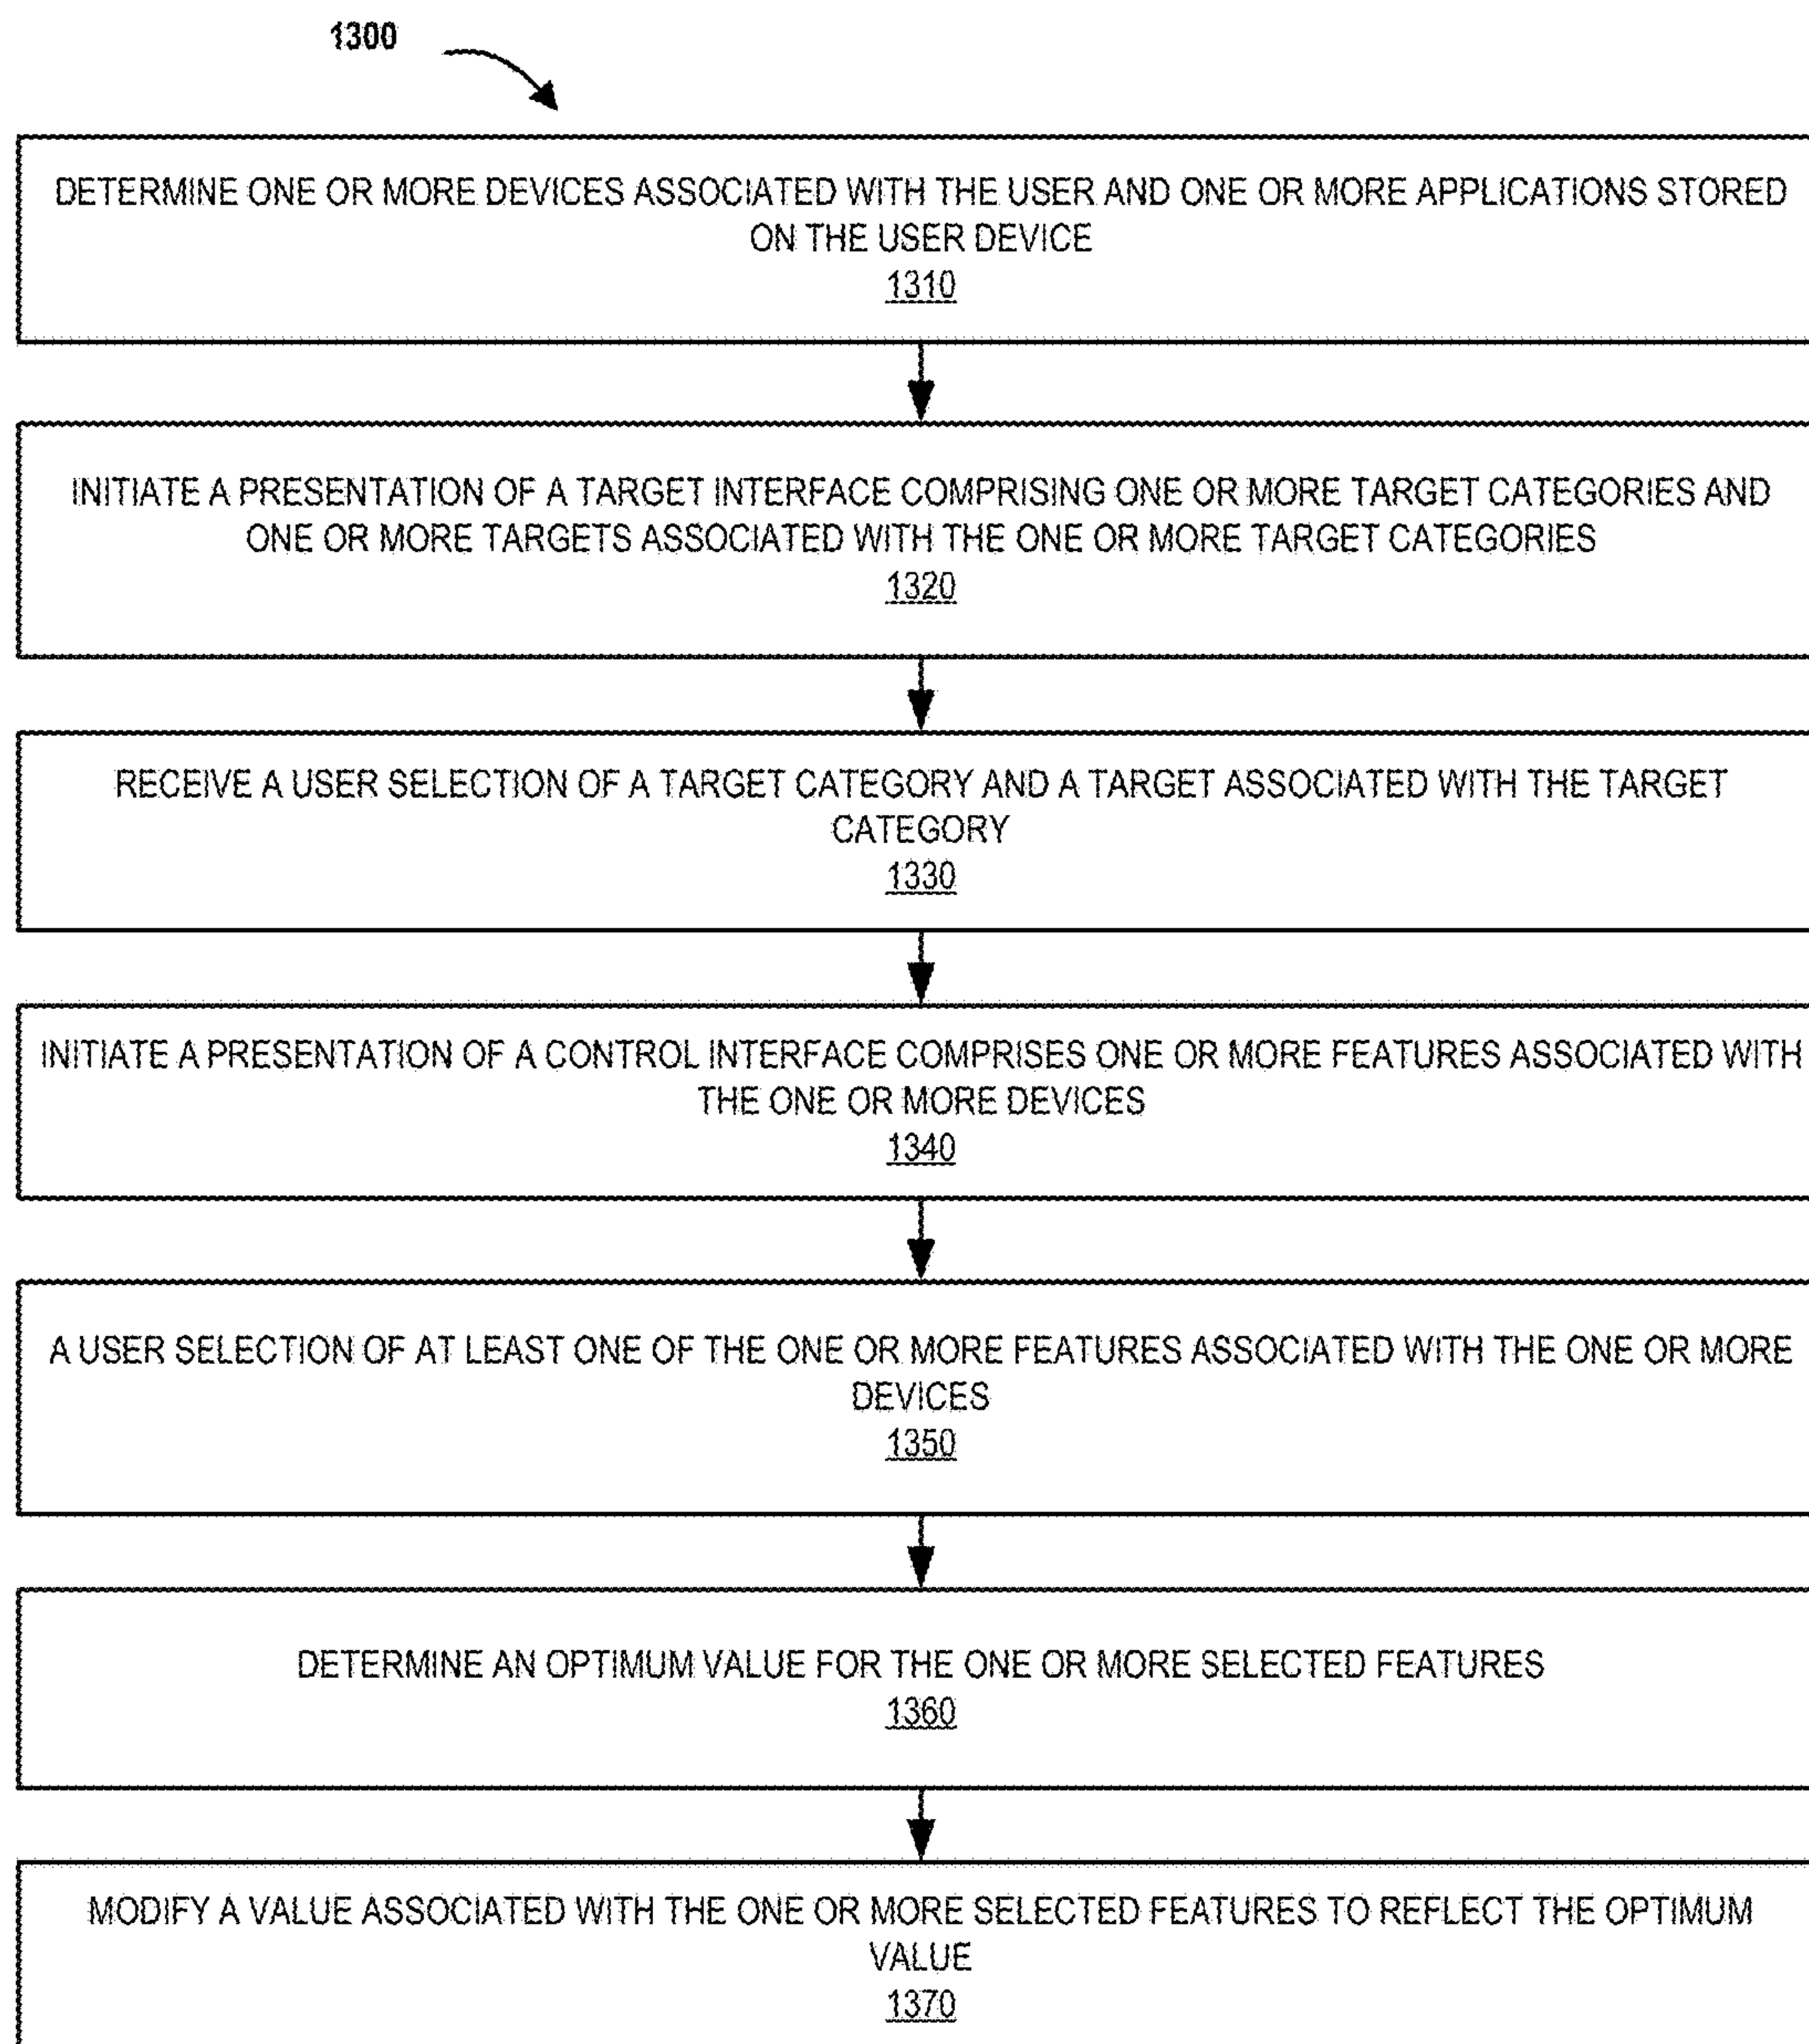 1300
DETERMINE ONE OR MORE DEVICES ASSOCIATED WITH THE USER AND ONE OR MORE APPLICATIONS STORED
ON THE USER DEVICE
1310
INITIATE A PRESENTATION OF A TARGET INTERFACE COMPRISING ONE OR MORE TARGET CATEGORIES AND
ONE OR MORE TARGETS ASSOCIATED WITH THE ONE OR MORE TARGET CATEGORIES
1320
RECEIVE A USER SELECTION OF A TARGET CATEGORY AND A TARGET ASSOCIATED WITH THE TARGET
CATEGORY
1330
INITIATE A PRESENTATION OF A CONTROL INTERFACE COMPRISES ONE OR MORE FEATURES ASSOCIATED WITH
THE ONE OR MORE DEVICES
1340
A USER SELECTION OF AT LEAST ONE OF THE ONE OR MORE FEATURES ASSOCIATED WITH THE ONE OR MORE
DEVICES
1350
DETERMINE AN OPTIMUM VALUE FOR THE ONE OR MORE SELECTED FEATURES
1360
MODIFY A VALUE ASSOCIATED WITH THE ONE OR MORE SELECTED FEATURES TO REFLECT THE OPTIMUM
VALUE
1370